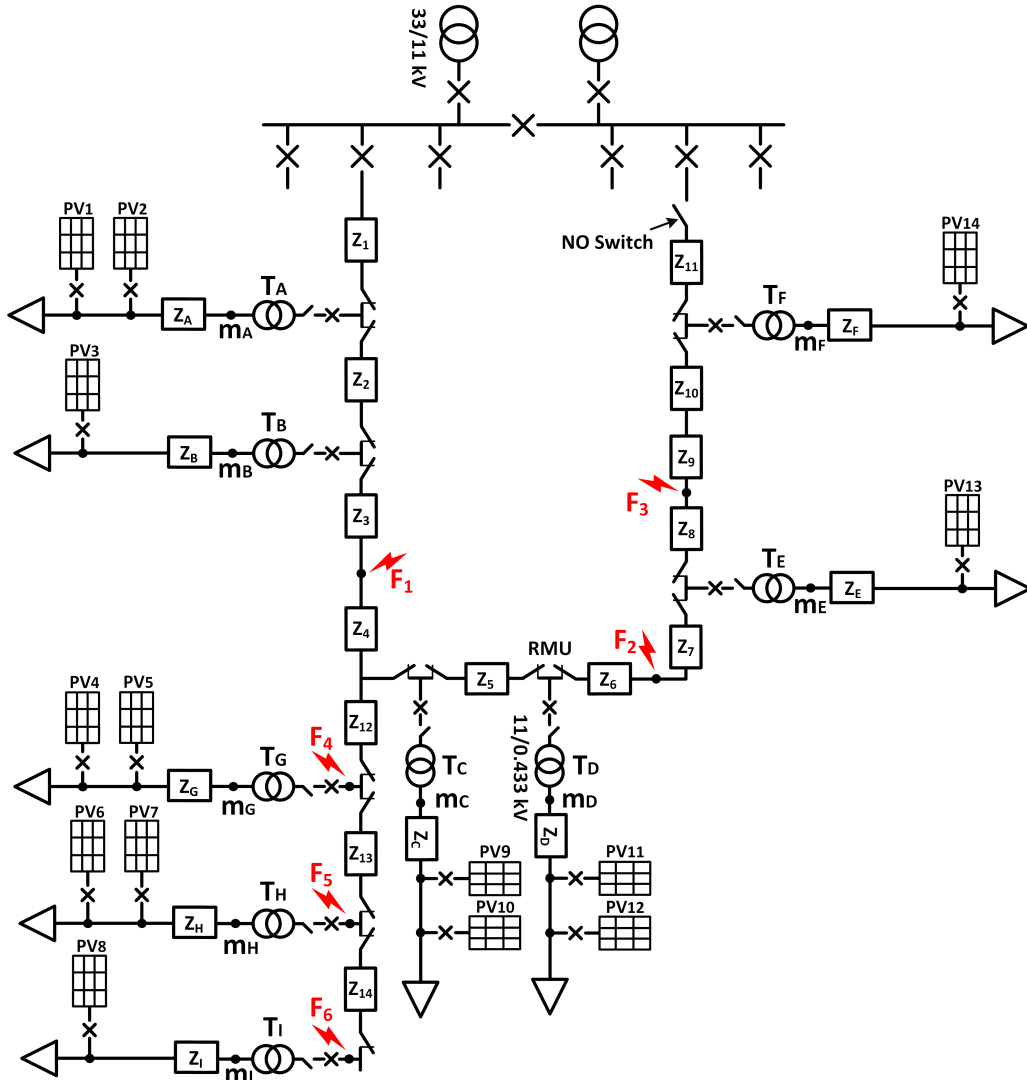 33/11 kV
NO Switch
PV1
PV2
PV14
Z1
Z11
TA
TF
ZA
mA
mF
ZF
PV3
Z2
Z10
TB
ZB
mB
Z9
PV13
F3
Z3
Z8
F1
TE
mE
ZE
Z4
F2
RMU
Z7
Z5
Z6
PV4
PV5
Z12
F4
11/0.433 kV
TG
TC
TD
ZG
mG
mC
mD
PV6
PV7
Z13
ZC
ZD
PV9
PV11
F5
TH
PV10
PV12
ZH
mH
PV8
Z14
F6
TI
ZI
mI